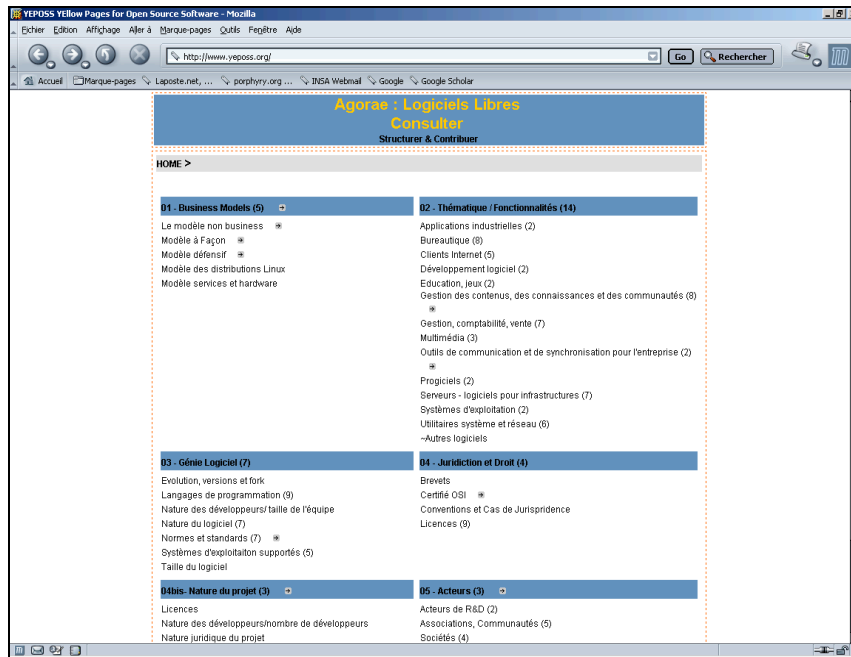 YEPOSS YEllow Pages for Open Source Software - Mozilla
Fichier Edition Affichage Aller à Marque-pages Outils Fenêtre Aide
http://www.yeposs.org/ Go Rechercher
Accueil Marque-pages Laposte.net, ... porphyry.org ... INSA Webmail Google Google Scholar
Agorae : Logiciels Libres
Consulter
Structurer & Contribuer
HOME >
01 - Business Models (5)
Le modèle non business
Modèle à Façon
Modèle défensif
Modèle des distributions Linux
Modèle services et hardware
02 - Thématique / Fonctionnalités (14)
Applications industrielles (2)
Bureautique (8)
Clients Internet (5)
Développement logiciel (2)
Education, jeux (2)
Gestion des contenus, des connaissances et des communautés (8)
Gestion, comptabilité, vente (7)
Multimédia (3)
Outils de communication et de synchronisation pour l'entreprise (2)
Progiciels (2)
Serveurs - logiciels pour infrastructures (7)
Systèmes d'exploitation (2)
Utilitaires système et réseau (6)
~Autres logiciels
03 - Génie Logiciel (7)
Evolution, versions et fork
Langages de programmation (9)
Nature des développeurs/ taille de l'équipe
Nature du logiciel (7)
Normes et standards (7)
Systèmes d'exploitaiton supportés (5)
Taille du logiciel
04 - Juridiction et Droit (4)
Brevets
Certifié OSI
Conventions et Cas de Jurispridence
Licences (9)
04bis- Nature du projet (3)
Licences
Nature des développeurs/nombre de développeurs
Nature juridique du projet
05 - Acteurs (3)
Acteurs de R&D (2)
Associations, Communautés (5)
Sociétés (4)